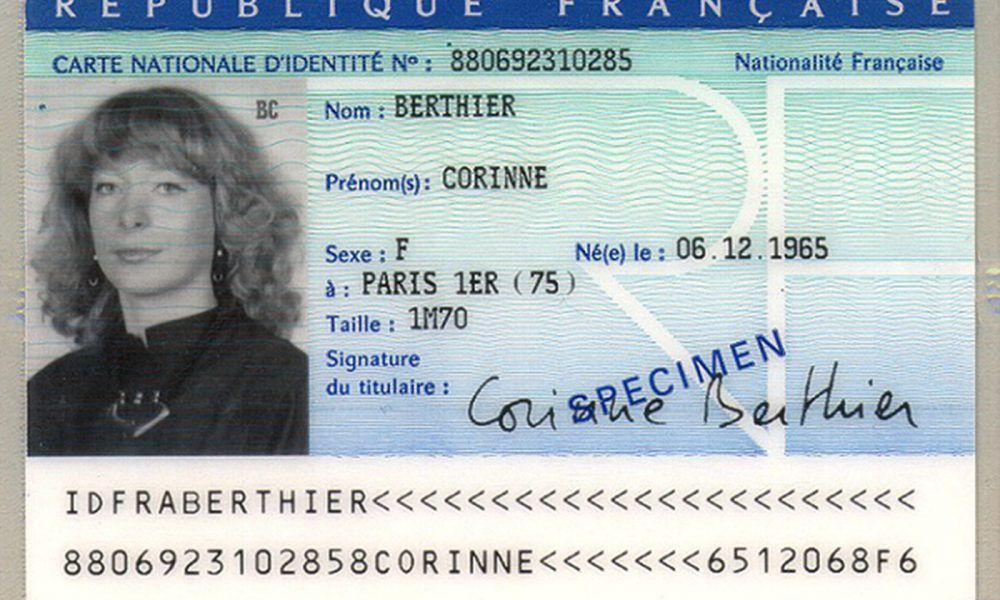 RÉPUBLIQUE FRANÇAISE
CARTE NATIONALE D'IDENTITÉ Nº : 880692310285 Nationalité Française
BC
Nom : BERTHIER
Prénom(s) : CORINNE
Sexe : F Né(e) le : 06.12.1965
à : PARIS 1ER (75)
Taille : 1M70
Signature
du titulaire : Corinne Berthier
SPECIMEN
IDFRABERTHIER<<<<<<<<<<<<<<<<<<<<<<<
8806923102858CORINNE<<<<<<<6512068F6